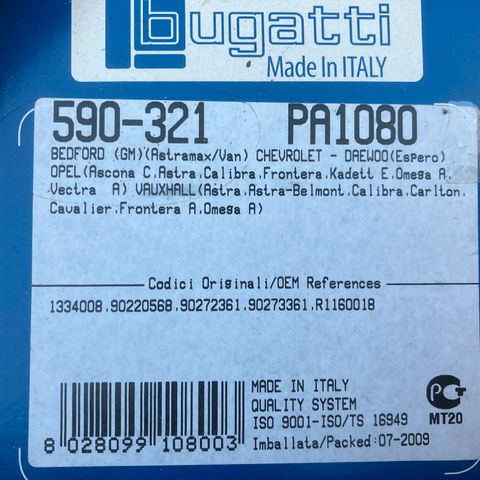 bugatti
Made In ITALY
590-321 PA1080
BEDFORD (GM)(Astramax/Van) CHEVROLET - DAEWOO(Espero)
OPEL(Ascona C,Astra,Calibra,Frontera,Kadett E,Omega A,
Vectra A) VAUXHALL(Astra,Astra-Belmont,Calibra,Carlton,
Cavalier,Frontera A,Omega A)
Codici Originali/OEM References
1334008,90220568,90272361,90273361,R1160018
MADE IN ITALY
QUALITY SYSTEM
ISO 9001-ISO/TS 16949
Imballata/Packed:07-2009
8 028099 108003
РСТ
MT20